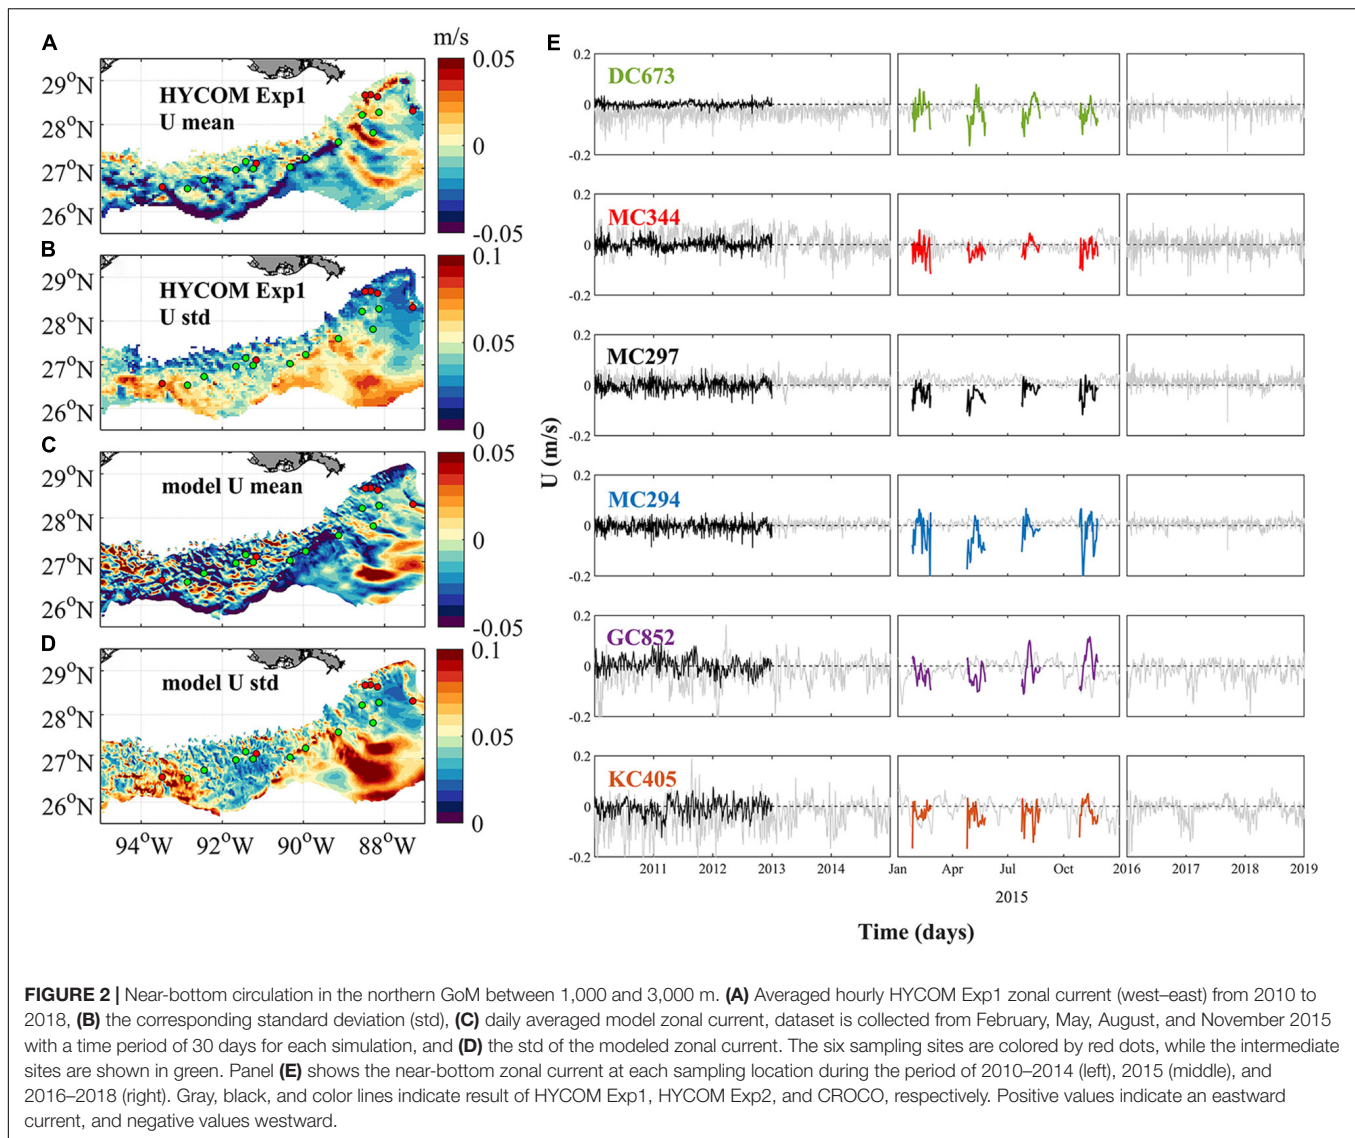 A
m/s
E
HYCOM Exp1
U mean
29°N
28°N
27°N
26°N
0.05
0
-0.05
B
HYCOM Exp1
U std
29°N
28°N
27°N
26°N
0.1
0.05
0
C
model U mean
29°N
28°N
27°N
26°N
0.05
0
-0.05
D
model U std
29°N
28°N
27°N
26°N
0.1
0.05
0
94°W 92°W 90°W 88°W
U (m/s)
DC673
0.2
0
-0.2
MC344
0.2
0
-0.2
MC297
0.2
0
-0.2
MC294
0.2
0
-0.2
GC852
0.2
0
-0.2
KC405
0.2
0
-0.2
2011 2012 2013 2014 Jan Apr Jul Oct 2016 2017 2018 2019
2015
Time (days)
FIGURE 2 | Near-bottom circulation in the northern GoM between 1,000 and 3,000 m. (A) Averaged hourly HYCOM Exp1 zonal current (west–east) from 2010 to
2018, (B) the corresponding standard deviation (std), (C) daily averaged model zonal current, dataset is collected from February, May, August, and November 2015
with a time period of 30 days for each simulation, and (D) the std of the modeled zonal current. The six sampling sites are colored by red dots, while the intermediate
sites are shown in green. Panel (E) shows the near-bottom zonal current at each sampling location during the period of 2010–2014 (left), 2015 (middle), and
2016–2018 (right). Gray, black, and color lines indicate result of HYCOM Exp1, HYCOM Exp2, and CROCO, respectively. Positive values indicate an eastward
current, and negative values westward.